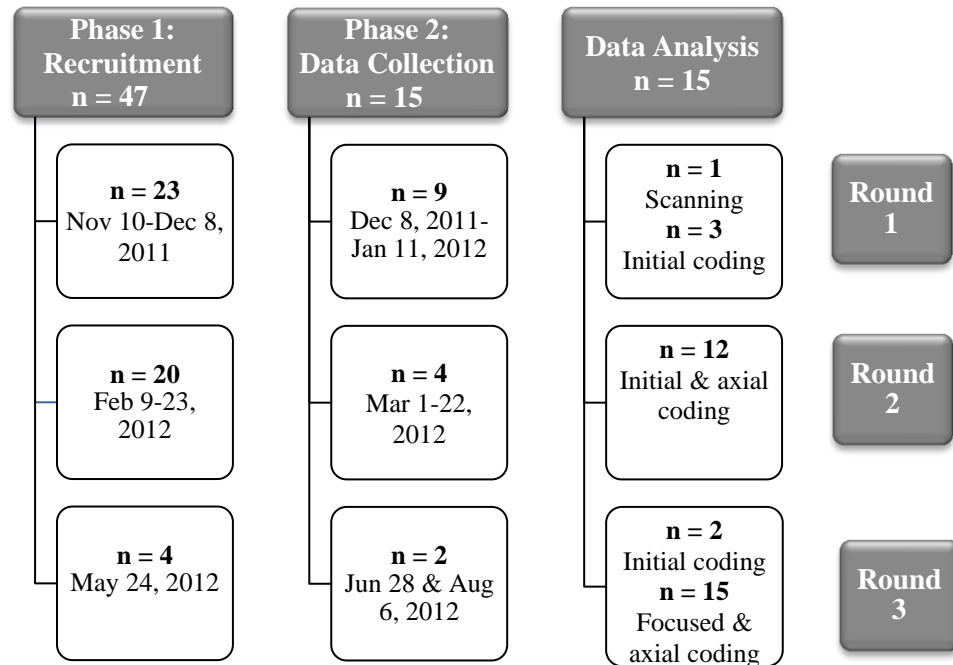 Phase 1:
Recruitment
n = 47
Phase 2:
Data Collection
n = 15
Data Analysis
n = 15
n = 23
Nov 10-Dec 8,
2011
n = 9
Dec 8, 2011-
Jan 11, 2012
n = 1
Scanning
n = 3
Initial coding
Round
1
n = 20
Feb 9-23,
2012
n = 4
Mar 1-22,
2012
n = 12
Initial & axial
coding
Round
2
n = 4
May 24, 2012
n = 2
Jun 28 & Aug
6, 2012
n = 2
Initial coding
n = 15
Focused &
axial coding
Round
3